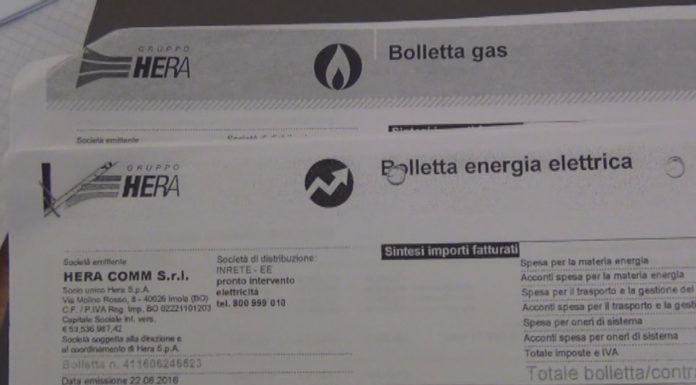 GRUPPO
HERA
Bolletta gas
Società emittente
Sintesi importi fatturati
GRUPPO
HERA
Bolletta energia elettrica
Società emittente
HERA COMM S.r.l.
Socio unico Hera S.p.A.
Via Molino Rosso, 8 - 40026 Imola (BO)
C.F. / P.IVA Reg. Imp. BO 02221101203
Capitale Sociale int. vers.
€ 53,536.987,42
Società soggetta alla direzione e
al coordinamento di Hera S.p.A.
Bolletta n.
Data emissione 22.06.2016
Società di distribuzione:
INRETE - EE
pronto intervento
elettricità
tel. 800 999 010
Sintesi importi fatturati
Spesa per la materia energia
Acconti spesa per la materia energia
Spesa per il trasporto e la gestione del
Acconti spesa per il trasporto e la gestion
Spesa per oneri di sistema
Acconti spesa per oneri di sistema
Totale imposte e IVA
Totale bolletta/contr